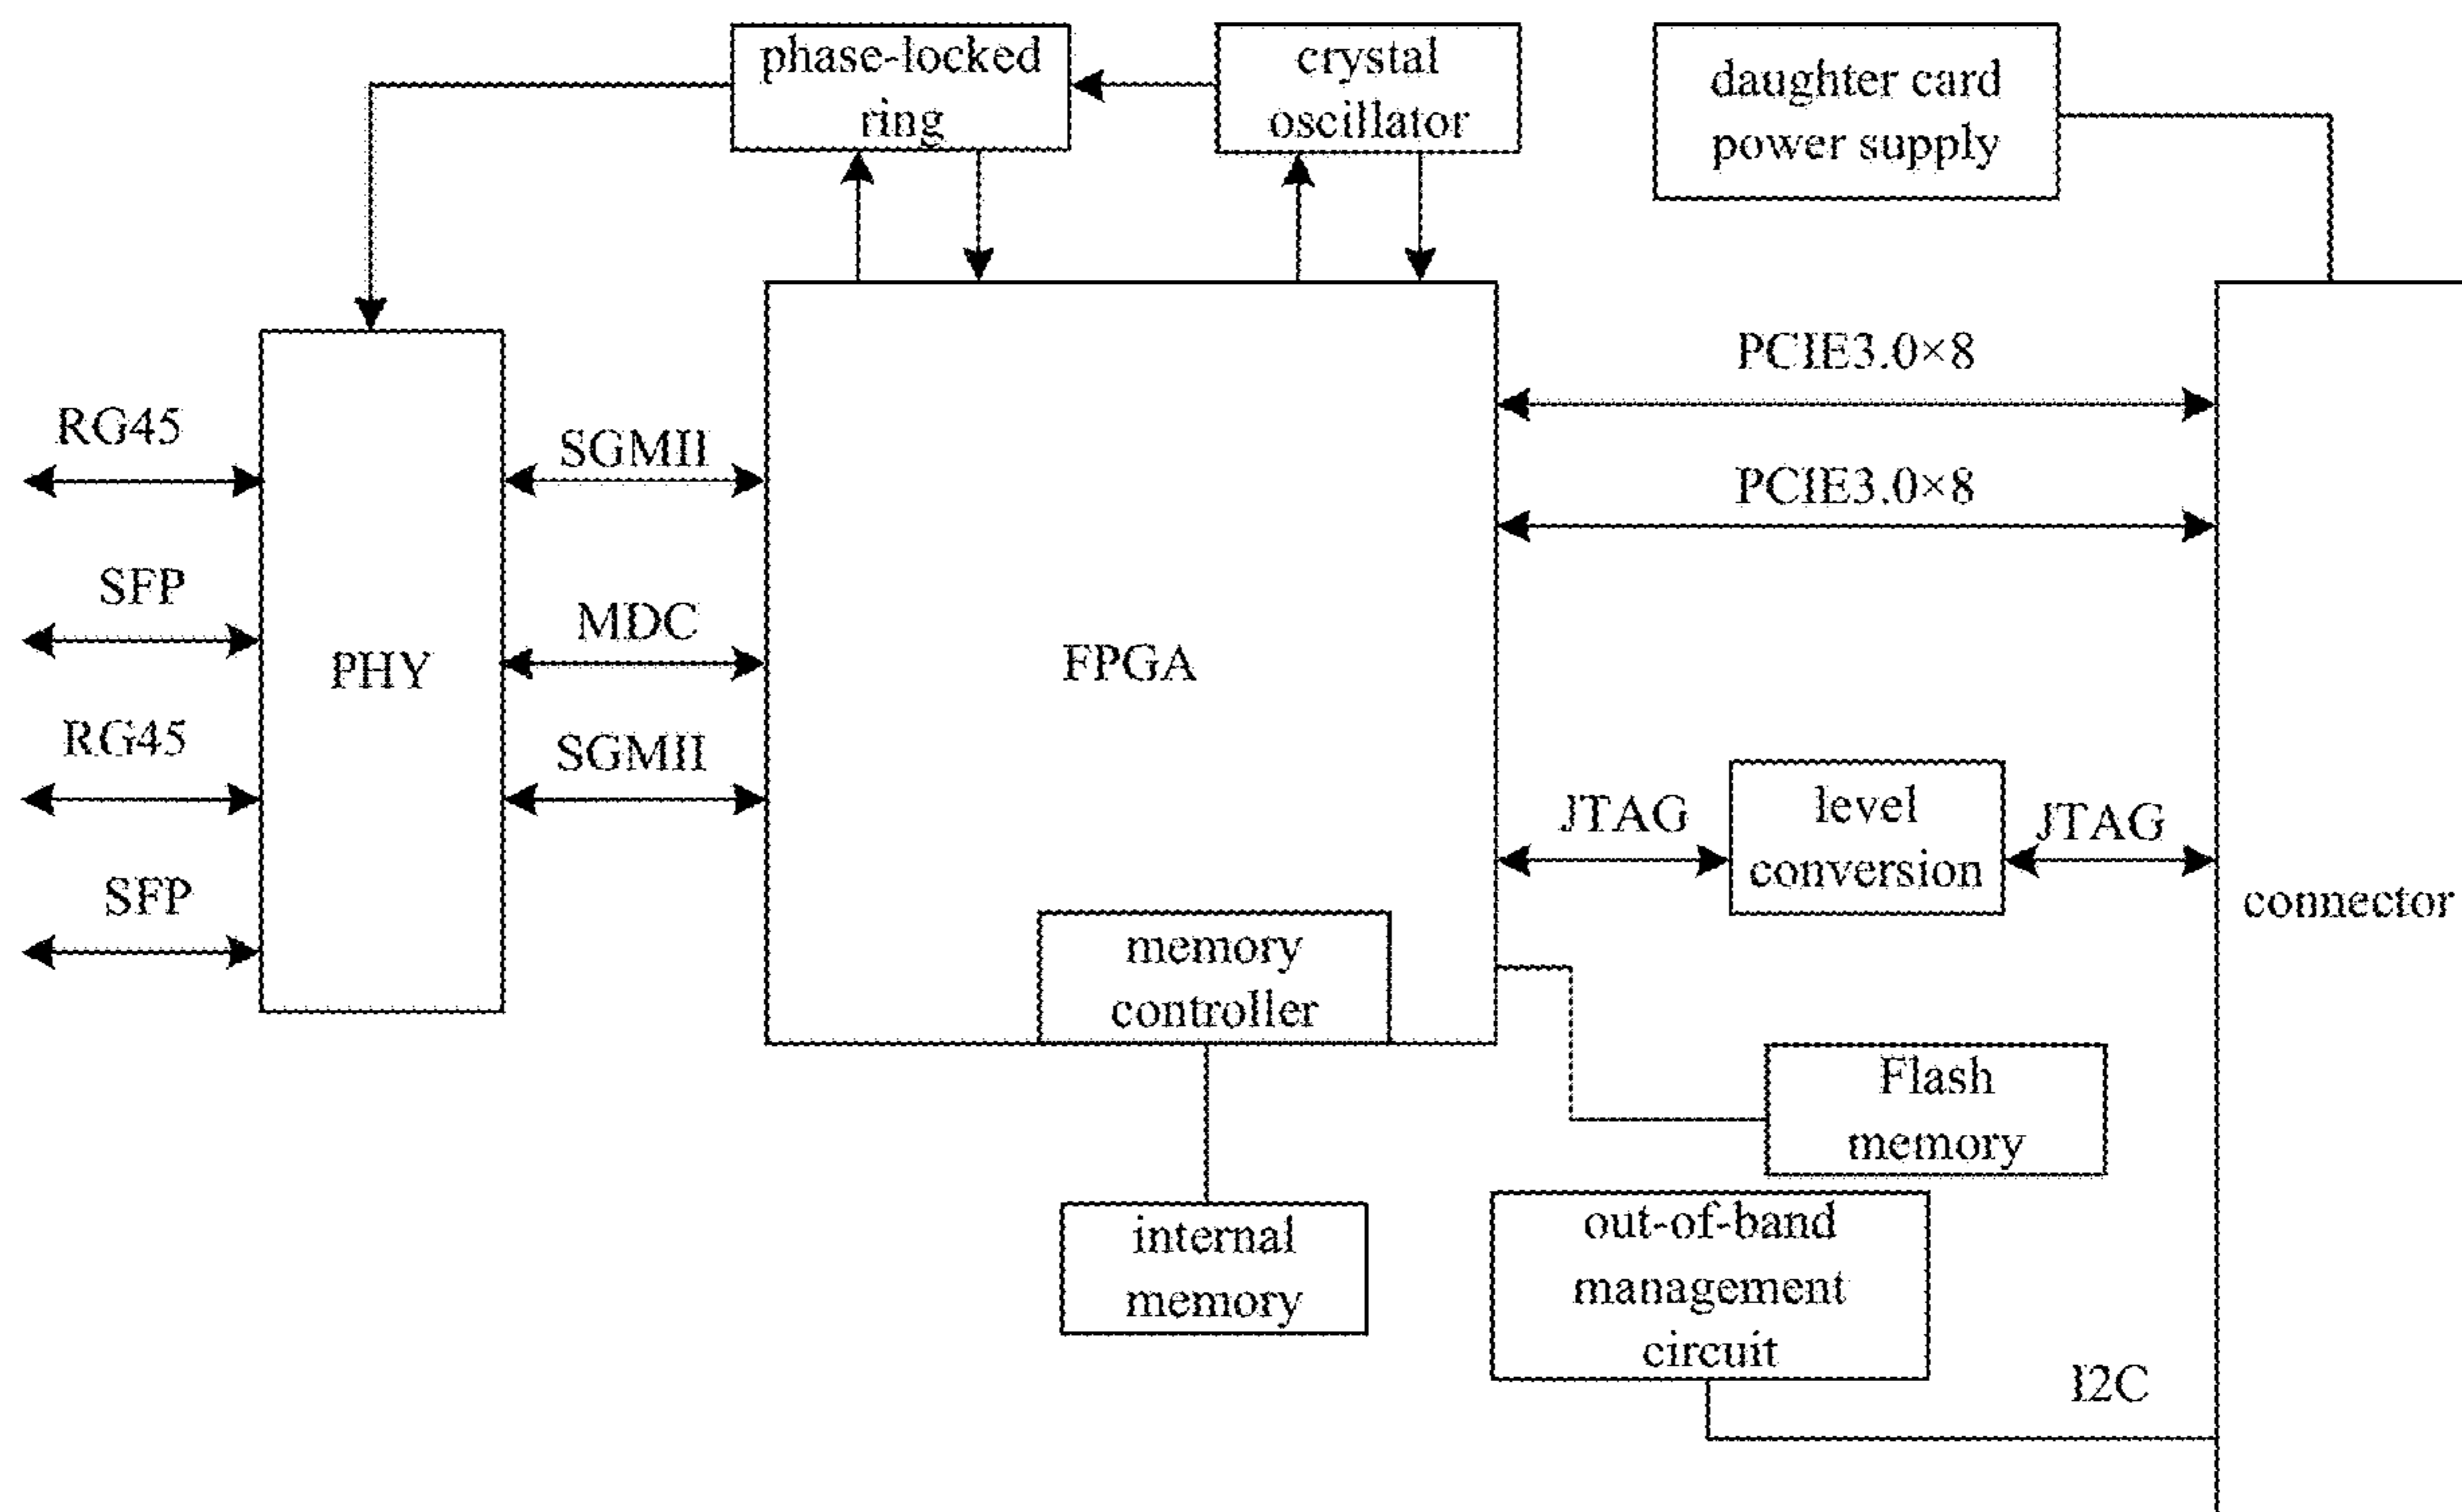 phase-locked
ring
crystal
oscillator
daughter card
power supply
PCIE3.0×8
RG45
SGMII
PCIE3.0×8
SFP
MDC
PHY
FPGA
RG45
SGMII
JTAG
level
conversion
JTAG
SFP
connector
memory
controller
Flash
memory
internal
memory
out-of-band
management
circuit
I2C